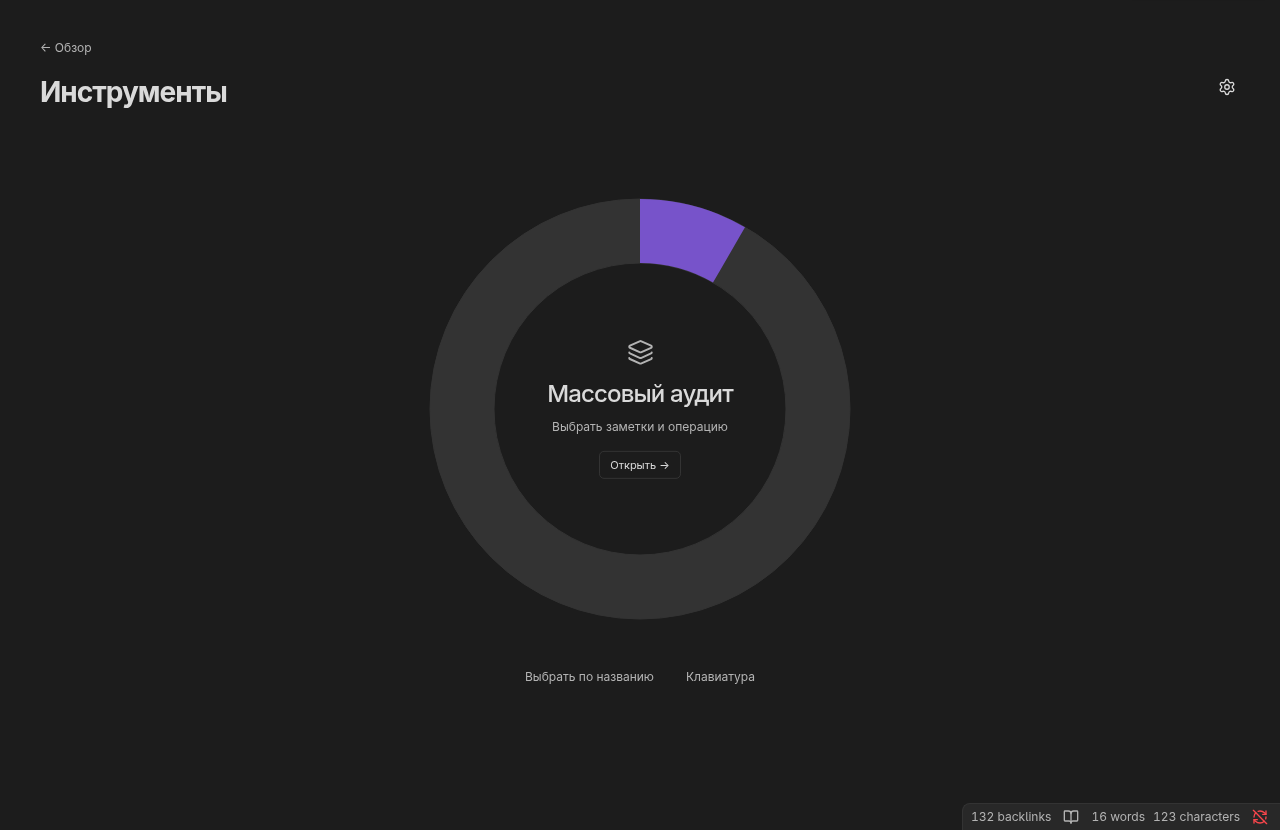 ← Обзор
Инструменты
Массовый аудит
Выбрать заметки и операцию
Открыть →
Выбрать по названию
Клавиатура
132 backlinks 16 words 123 characters